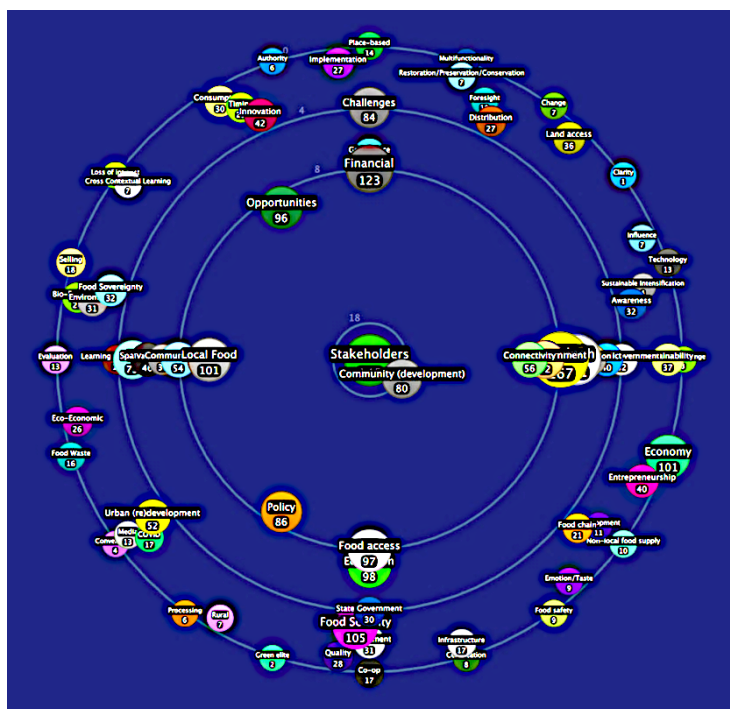 0
Place-based
14
Authority
6
Implementation
27
Multifunctionality
Restoration/Preservation/Conservation
7
Foresight
Consumption
30
Innovation
42
4
Challenges
84
Distribution
27
Change
7
Land access
36
8
Financial
123
Loss of interest
Cross Contextual Learning
7
Clarity
1
Opportunities
96
Influence
7
Selling
18
Technology
13
Food Sovereignty
32
31
Sustainable Intensification
Awareness
32
18
Evaluation
13
Learning
Local Food
101
54
Stakeholders
Community (development)
80
Connectivity
56
37
Eco-Economic
26
Food Waste
16
Economy
101
Entrepreneurship
40
Urban (re)development
52
Media
13
COVID
17
4
Policy
86
Food chain
21
11
Non-local food supply
10
Food access
97
98
Emotion/Taste
9
Processing
6
Rural
7
State Government
30
105
31
Food safety
9
Green elite
2
Quality
28
Co-op
17
Infrastructure
17
8